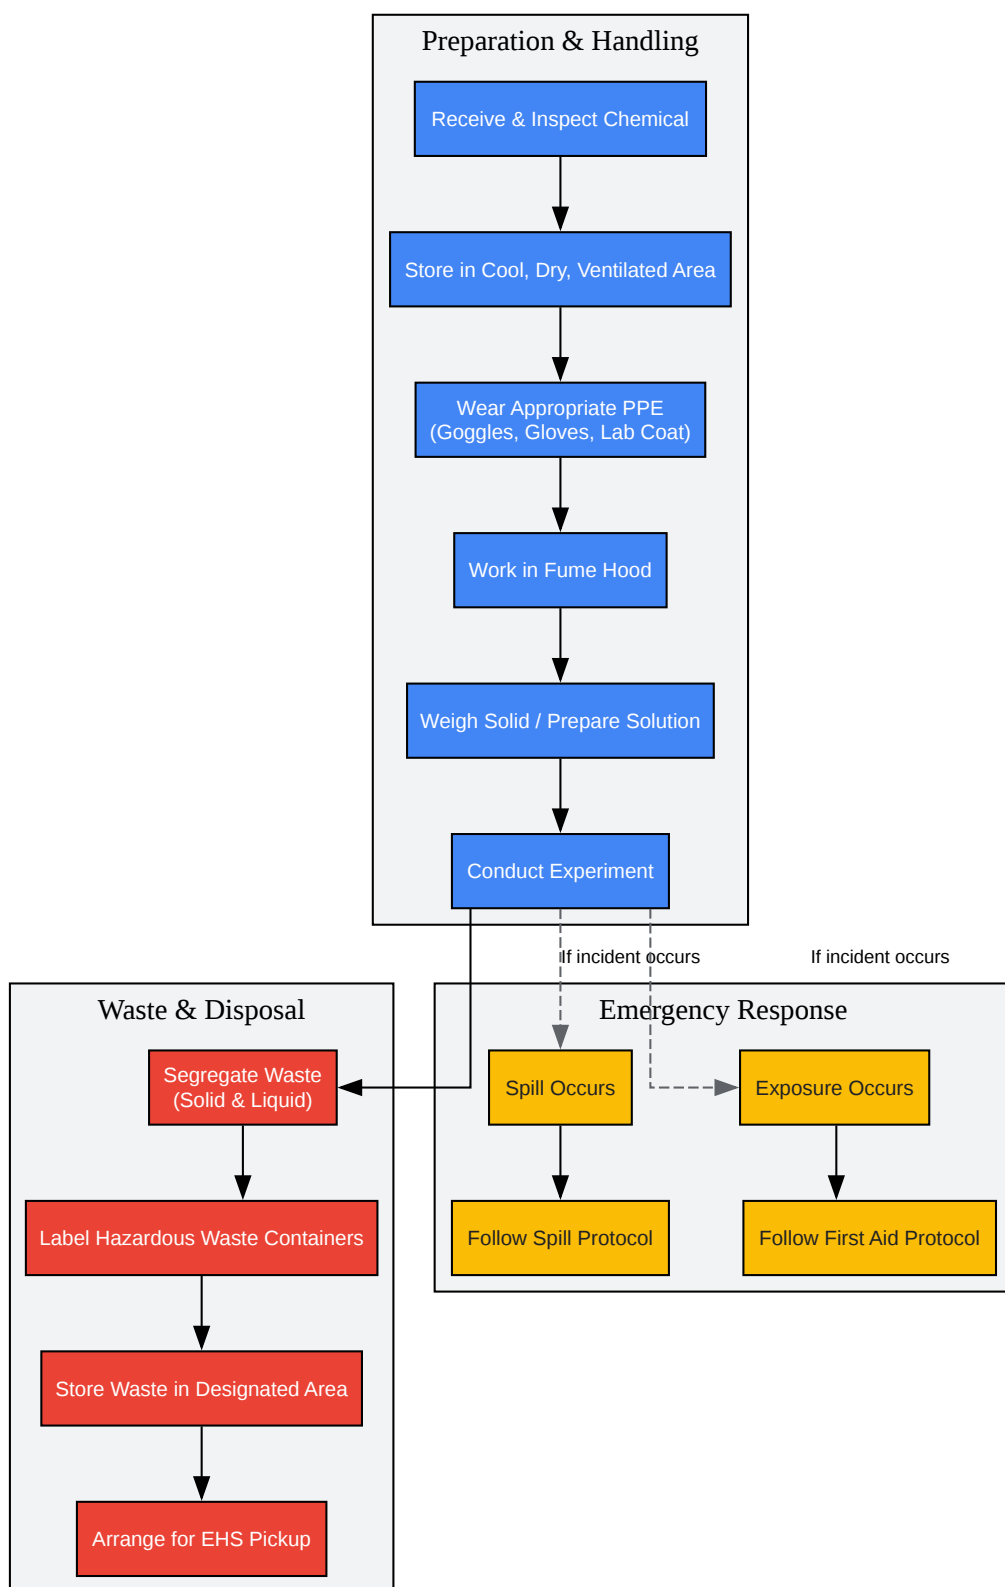 Preparation & Handling
Receive & Inspect Chemical
Store in Cool, Dry, Ventilated Area
Wear Appropriate PPE
(Goggles, Gloves, Lab Coat)
Work in Fume Hood
Weigh Solid / Prepare Solution
Conduct Experiment
If incident occurs
If incident occurs
Waste & Disposal
Segregate Waste
(Solid & Liquid)
Label Hazardous Waste Containers
Store Waste in Designated Area
Arrange for EHS Pickup
Emergency Response
Spill Occurs
Exposure Occurs
Follow Spill Protocol
Follow First Aid Protocol